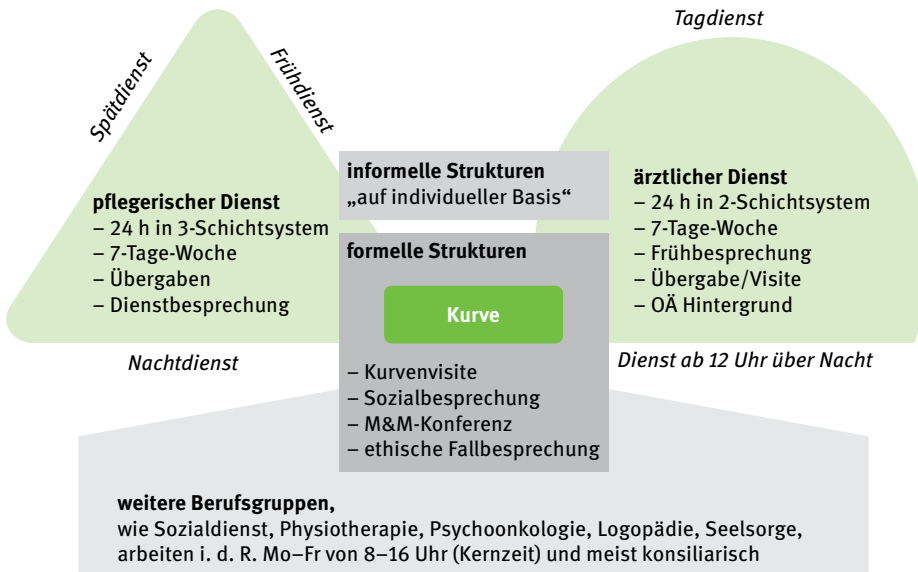 Spätdienst
Frühdienst
pflegerischer Dienst
– 24 h in 3-Schichtsystem
– 7-Tage-Woche
– Übergaben
– Dienstbesprechung
Nachtdienst
informelle Strukturen
„auf individueller Basis“
formelle Strukturen
Kurve
– Kurvenvisite
– Sozialbesprechung
– M&M-Konferenz
– ethische Fallbesprechung
Tagdienst
ärztlicher Dienst
– 24 h in 2-Schichtsystem
– 7-Tage-Woche
– Frühbesprechung
– Übergabe/Visite
– OÄ Hintergrund
Dienst ab 12 Uhr über Nacht
weitere Berufsgruppen,
wie Sozialdienst, Physiotherapie, Psychoonkologie, Logopädie, Seelsorge,
arbeiten i. d. R. Mo–Fr von 8–16 Uhr (Kernzeit) und meist konsiliarisch